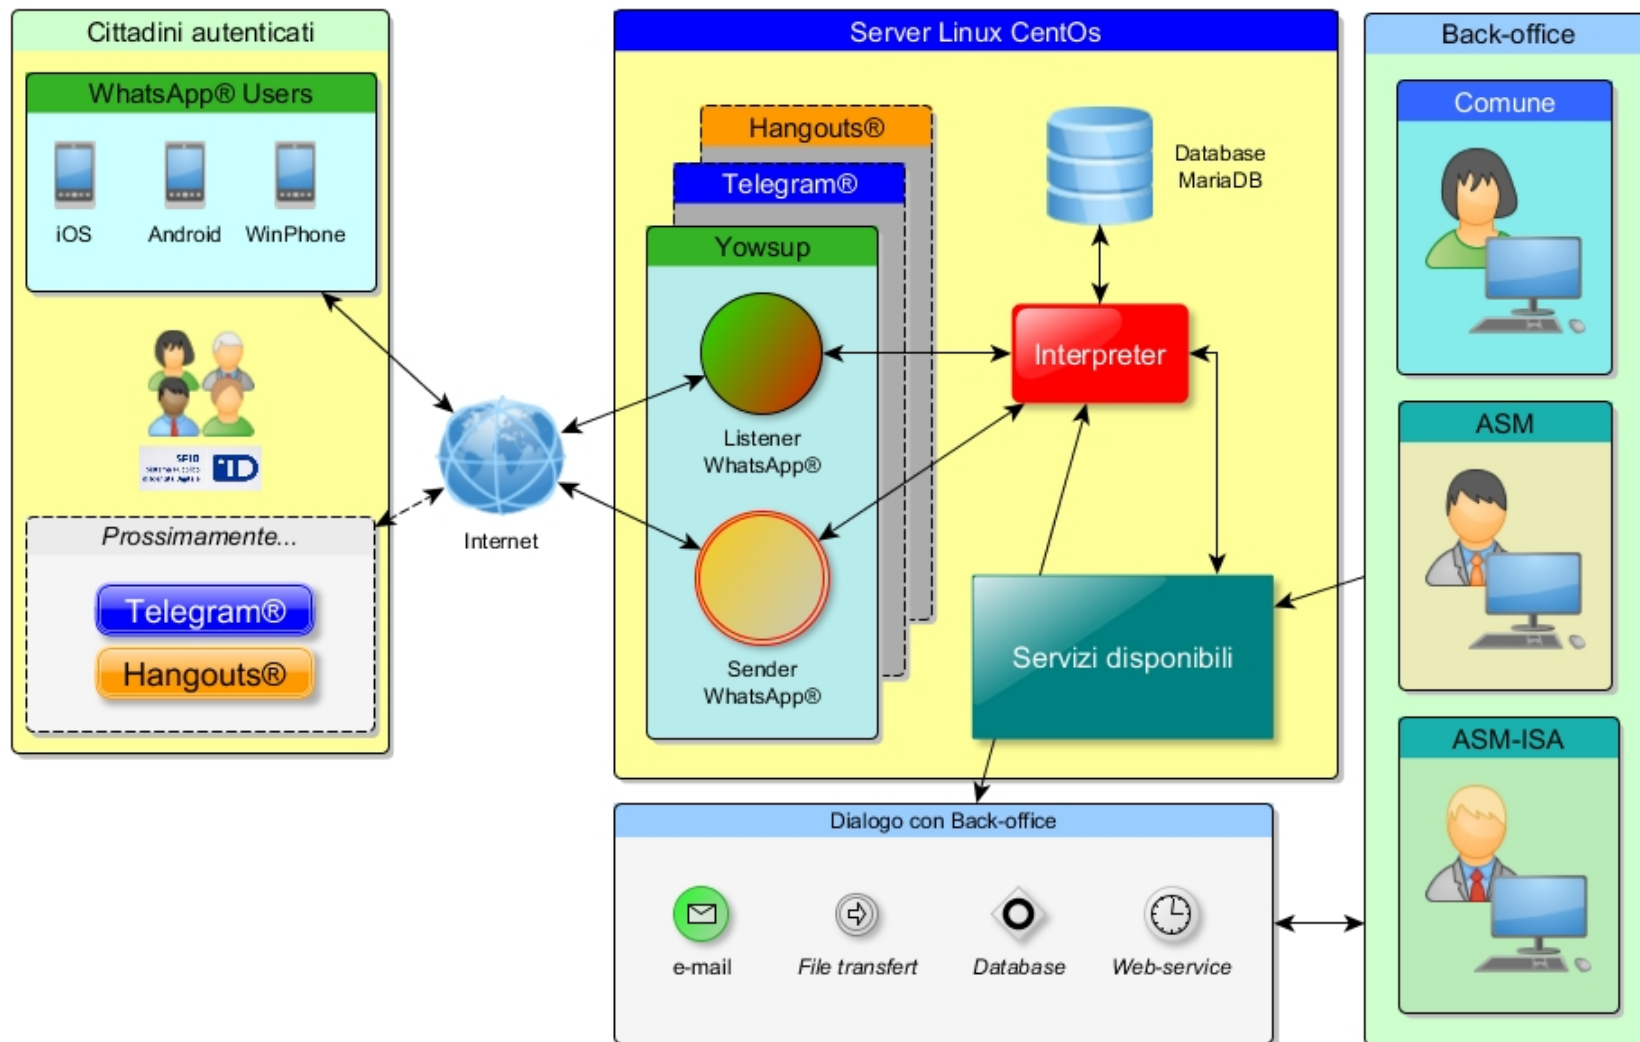 Cittadini autenticati
WhatsApp® Users
iOS
Android
WinPhone
SPID
Prossimamente...
Telegram®
Hangouts®
Internet
Server Linux CentOs
Hangouts®
Telegram®
Yowsup
Listener
WhatsApp®
Sender
WhatsApp®
Database
MariaDB
Interpreter
Servizi disponibili
Dialogo con Back-office
e-mail
File transfert
Database
Web-service
Back-office
Comune
ASM
ASM-ISA